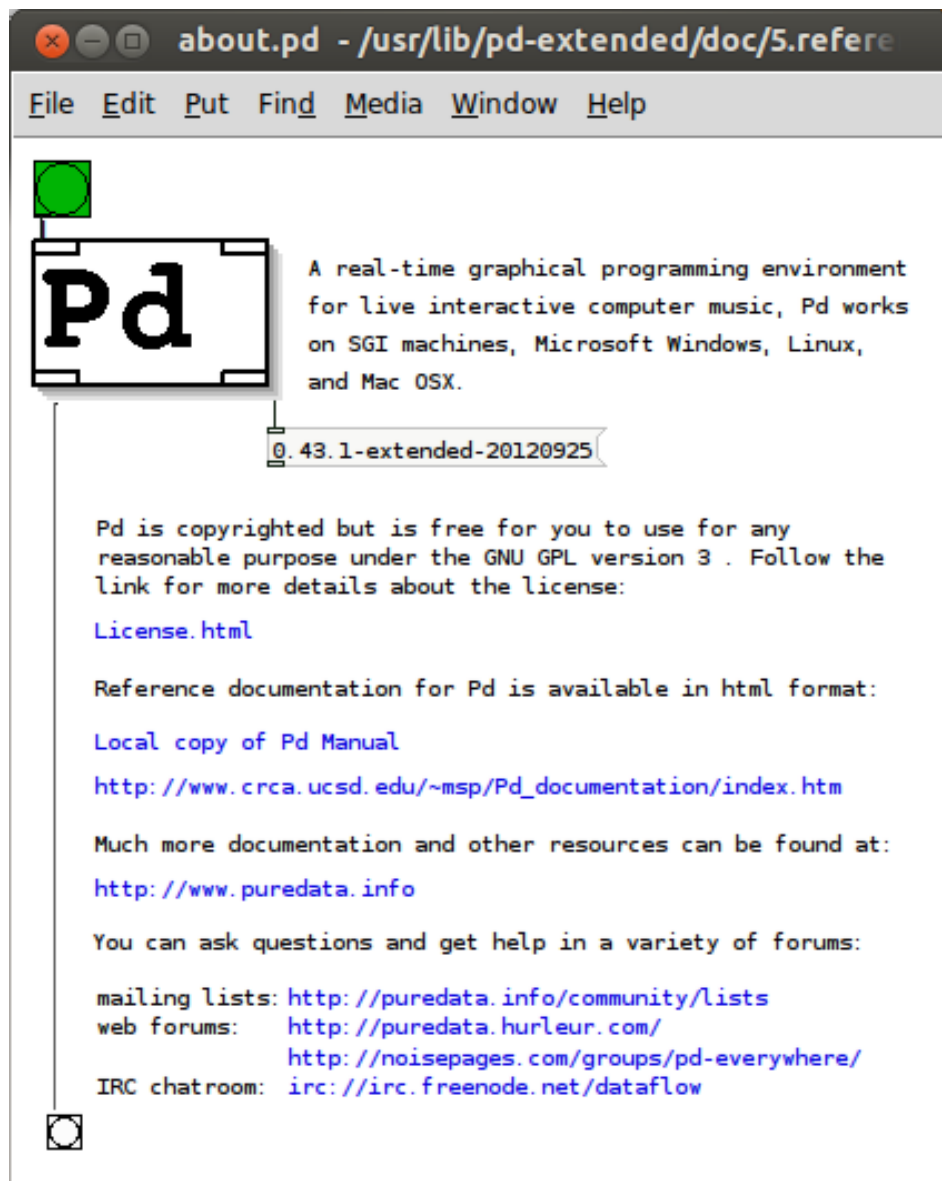 about.pd - /usr/lib/pd-extended/doc/5.refere
File Edit Put Find Media Window Help
Pd
A real-time graphical programming environment
for live interactive computer music, Pd works
on SGI machines, Microsoft Windows, Linux,
and Mac OSX.
0.43.1-extended-20120925
Pd is copyrighted but is free for you to use for any
reasonable purpose under the GNU GPL version 3 . Follow the
link for more details about the license:
License.html
Reference documentation for Pd is available in html format:
Local copy of Pd Manual
http://www.crca.ucsd.edu/~msp/Pd_documentation/index.htm
Much more documentation and other resources can be found at:
http://www.puredata.info
You can ask questions and get help in a variety of forums:
mailing lists: http://puredata.info/community/lists
web forums: http://puredata.hurleur.com/
http://noisepages.com/groups/pd-everywhere/
IRC chatroom: irc://irc.freenode.net/dataflow